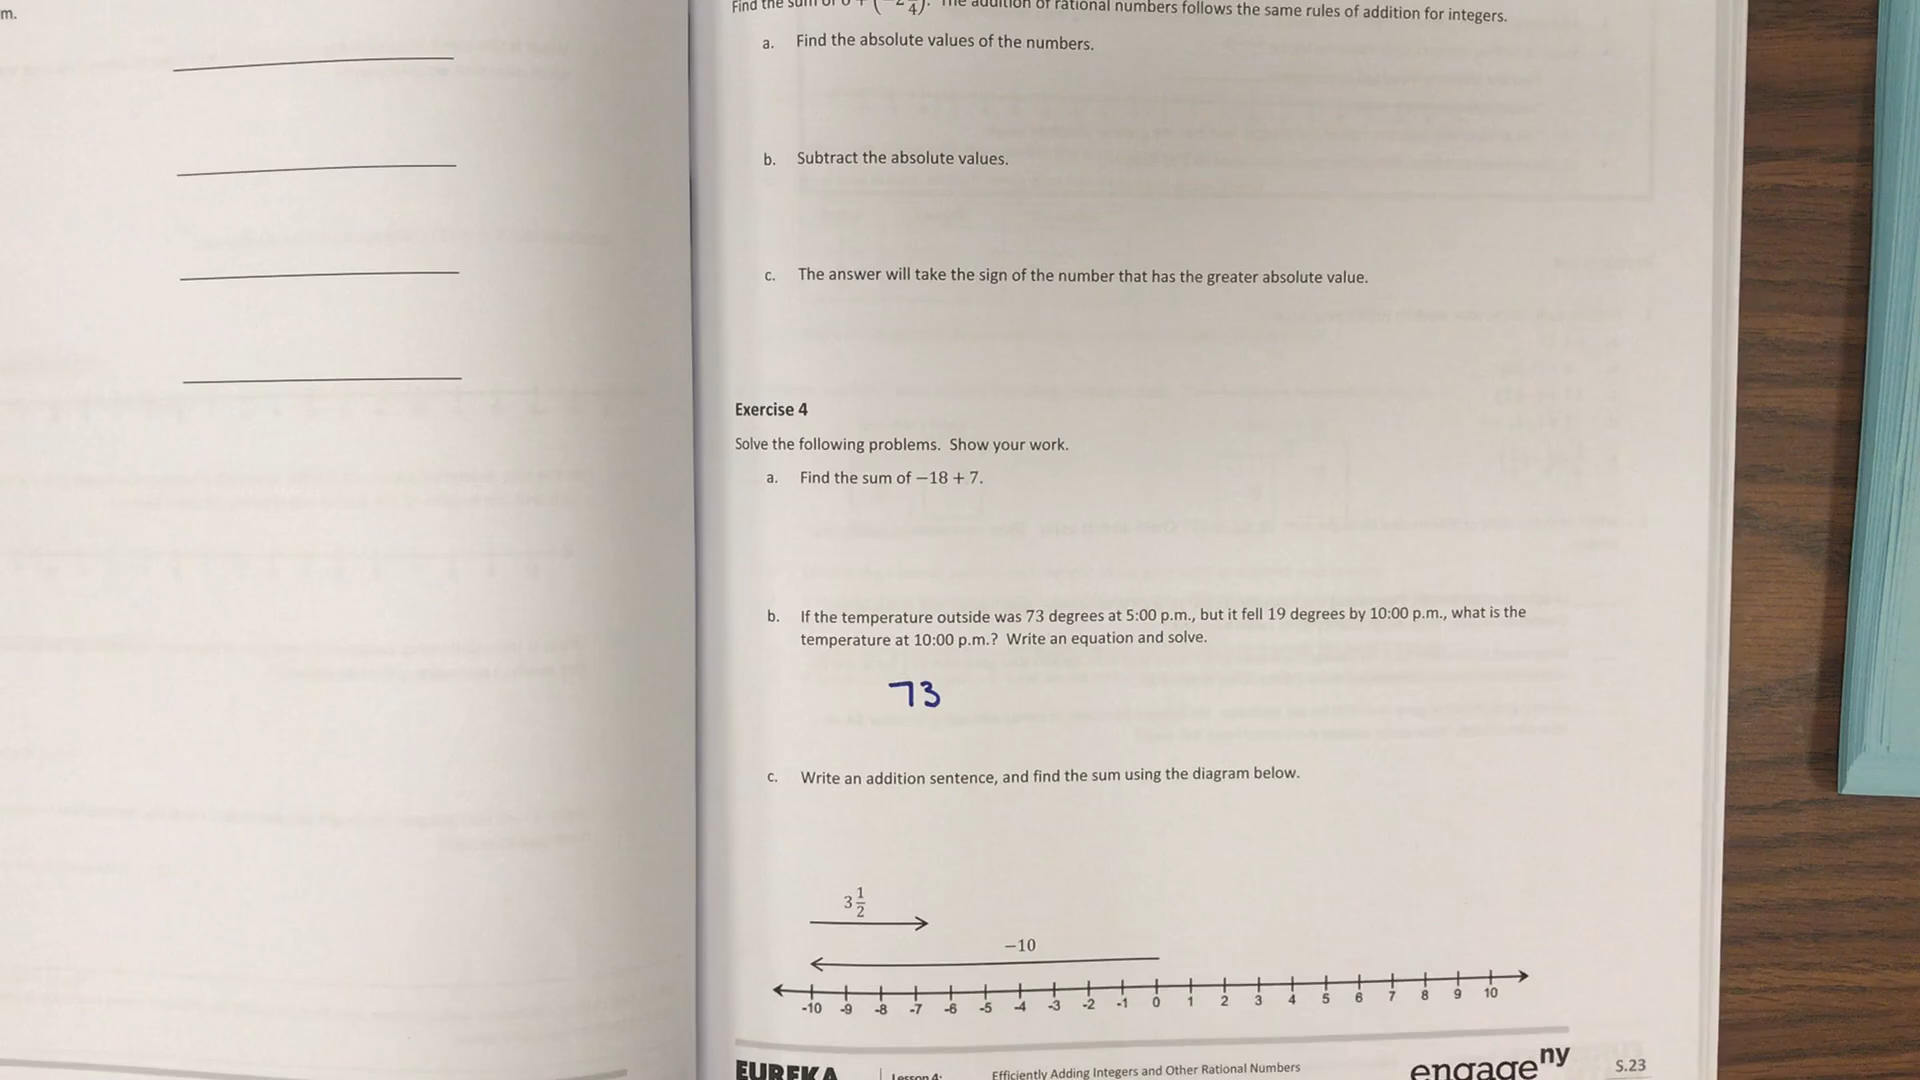 m.
Find the sum of 6 + (−2 1/4). The addition of rational numbers follows the same rules of addition for integers.
a. Find the absolute values of the numbers.
b. Subtract the absolute values.
c. The answer will take the sign of the number that has the greater absolute value.
Exercise 4
Solve the following problems. Show your work.
a. Find the sum of −18 + 7.
b. If the temperature outside was 73 degrees at 5:00 p.m., but it fell 19 degrees by 10:00 p.m., what is the
temperature at 10:00 p.m.? Write an equation and solve.
73
c. Write an addition sentence, and find the sum using the diagram below.
3 1/2
−10
-10 -9 -8 -7 -6 -5 -4 -3 -2 -1 0 1 2 3 4 5 6 7 8 9 10
EUREKA Lesson 4: Efficiently Adding Integers and Other Rational Numbers engageny S.23